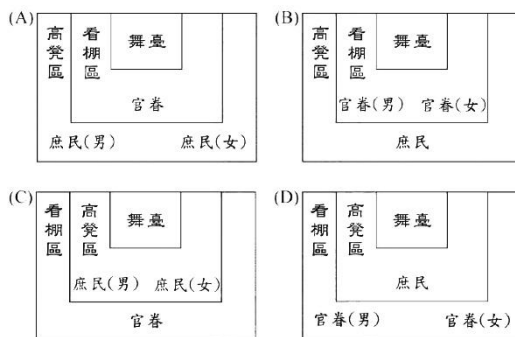 (A)
高凳區
看棚區
舞臺
官眷
庶民(男) 庶民(女)
(B)
高凳區
看棚區
舞臺
官眷(男) 官眷(女)
庶民
(C)
看棚區
高凳區
舞臺
庶民(男) 庶民(女)
官眷
(D)
看棚區
高凳區
舞臺
庶民
官眷(男) 官眷(女)